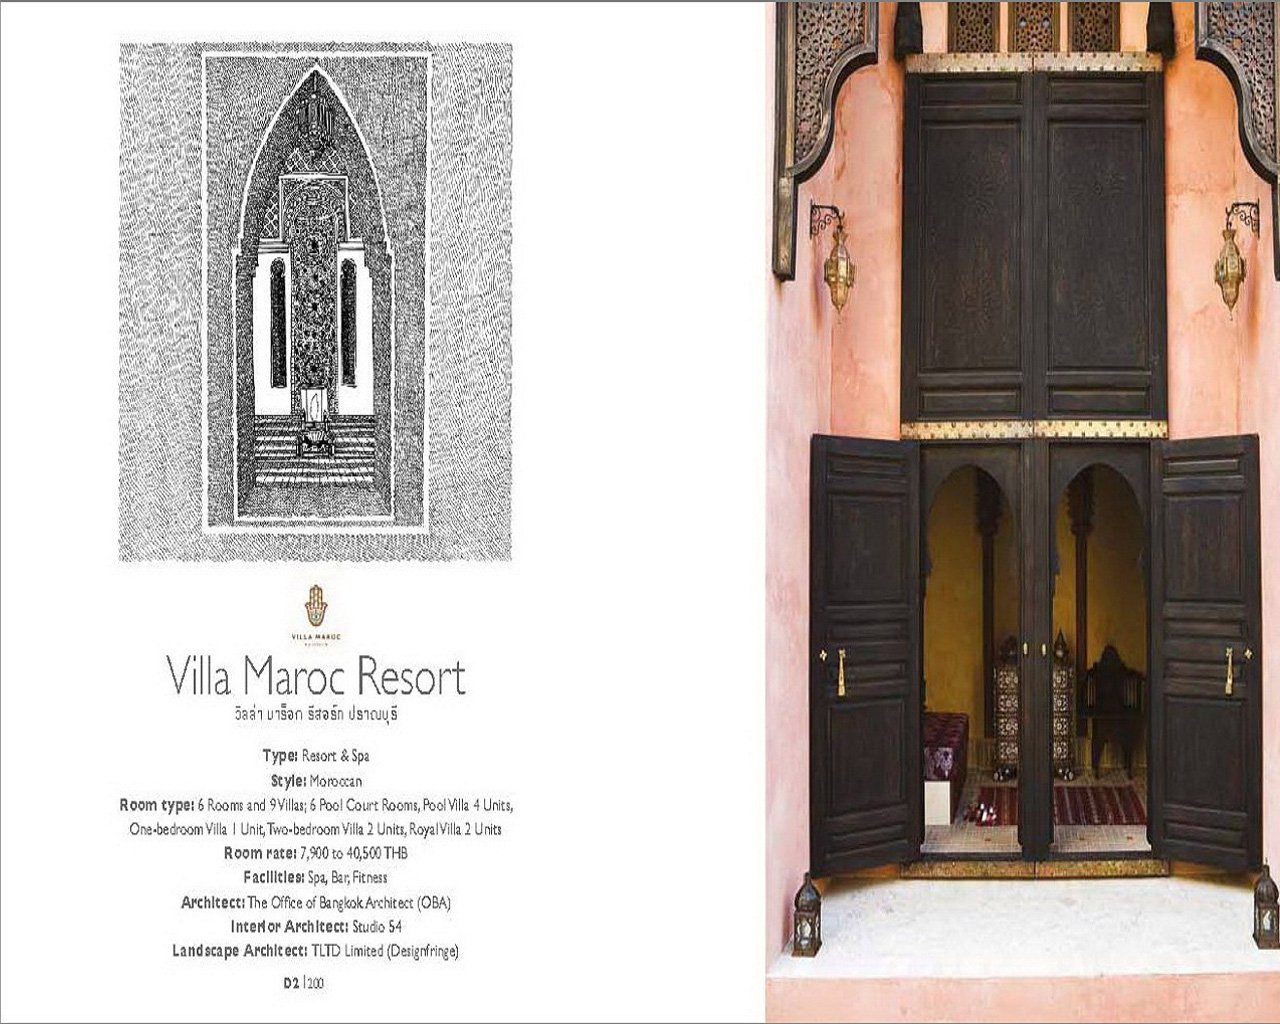 VILLA MAROC
Villa Maroc Resort
วิลล่า มาร็อก รีสอร์ท ปราณบุรี
Type: Resort & Spa
Style: Moroccan
Room type: 6 Rooms and 9 Villas; 6 Pool Court Rooms, Pool Villa 4 Units,
One-bedroom Villa 1 Unit, Two-bedroom Villa 2 Units, Royal Villa 2 Units
Room rate: 7,900 to 40,500 THB
Facilities: Spa, Bar, Fitness
Architect: The Office of Bangkok Architect (OBA)
Interior Architect: Studio 54
Landscape Architect: TLTD Limited (Designfringe)
D2 | 200